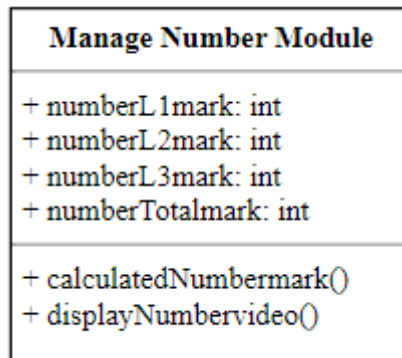 Manage Number Module
+ numberL1mark: int
+ numberL2mark: int
+ numberL3mark: int
+ numberTotalmark: int
+ calculatedNumbermark()
+ displayNumbervideo()